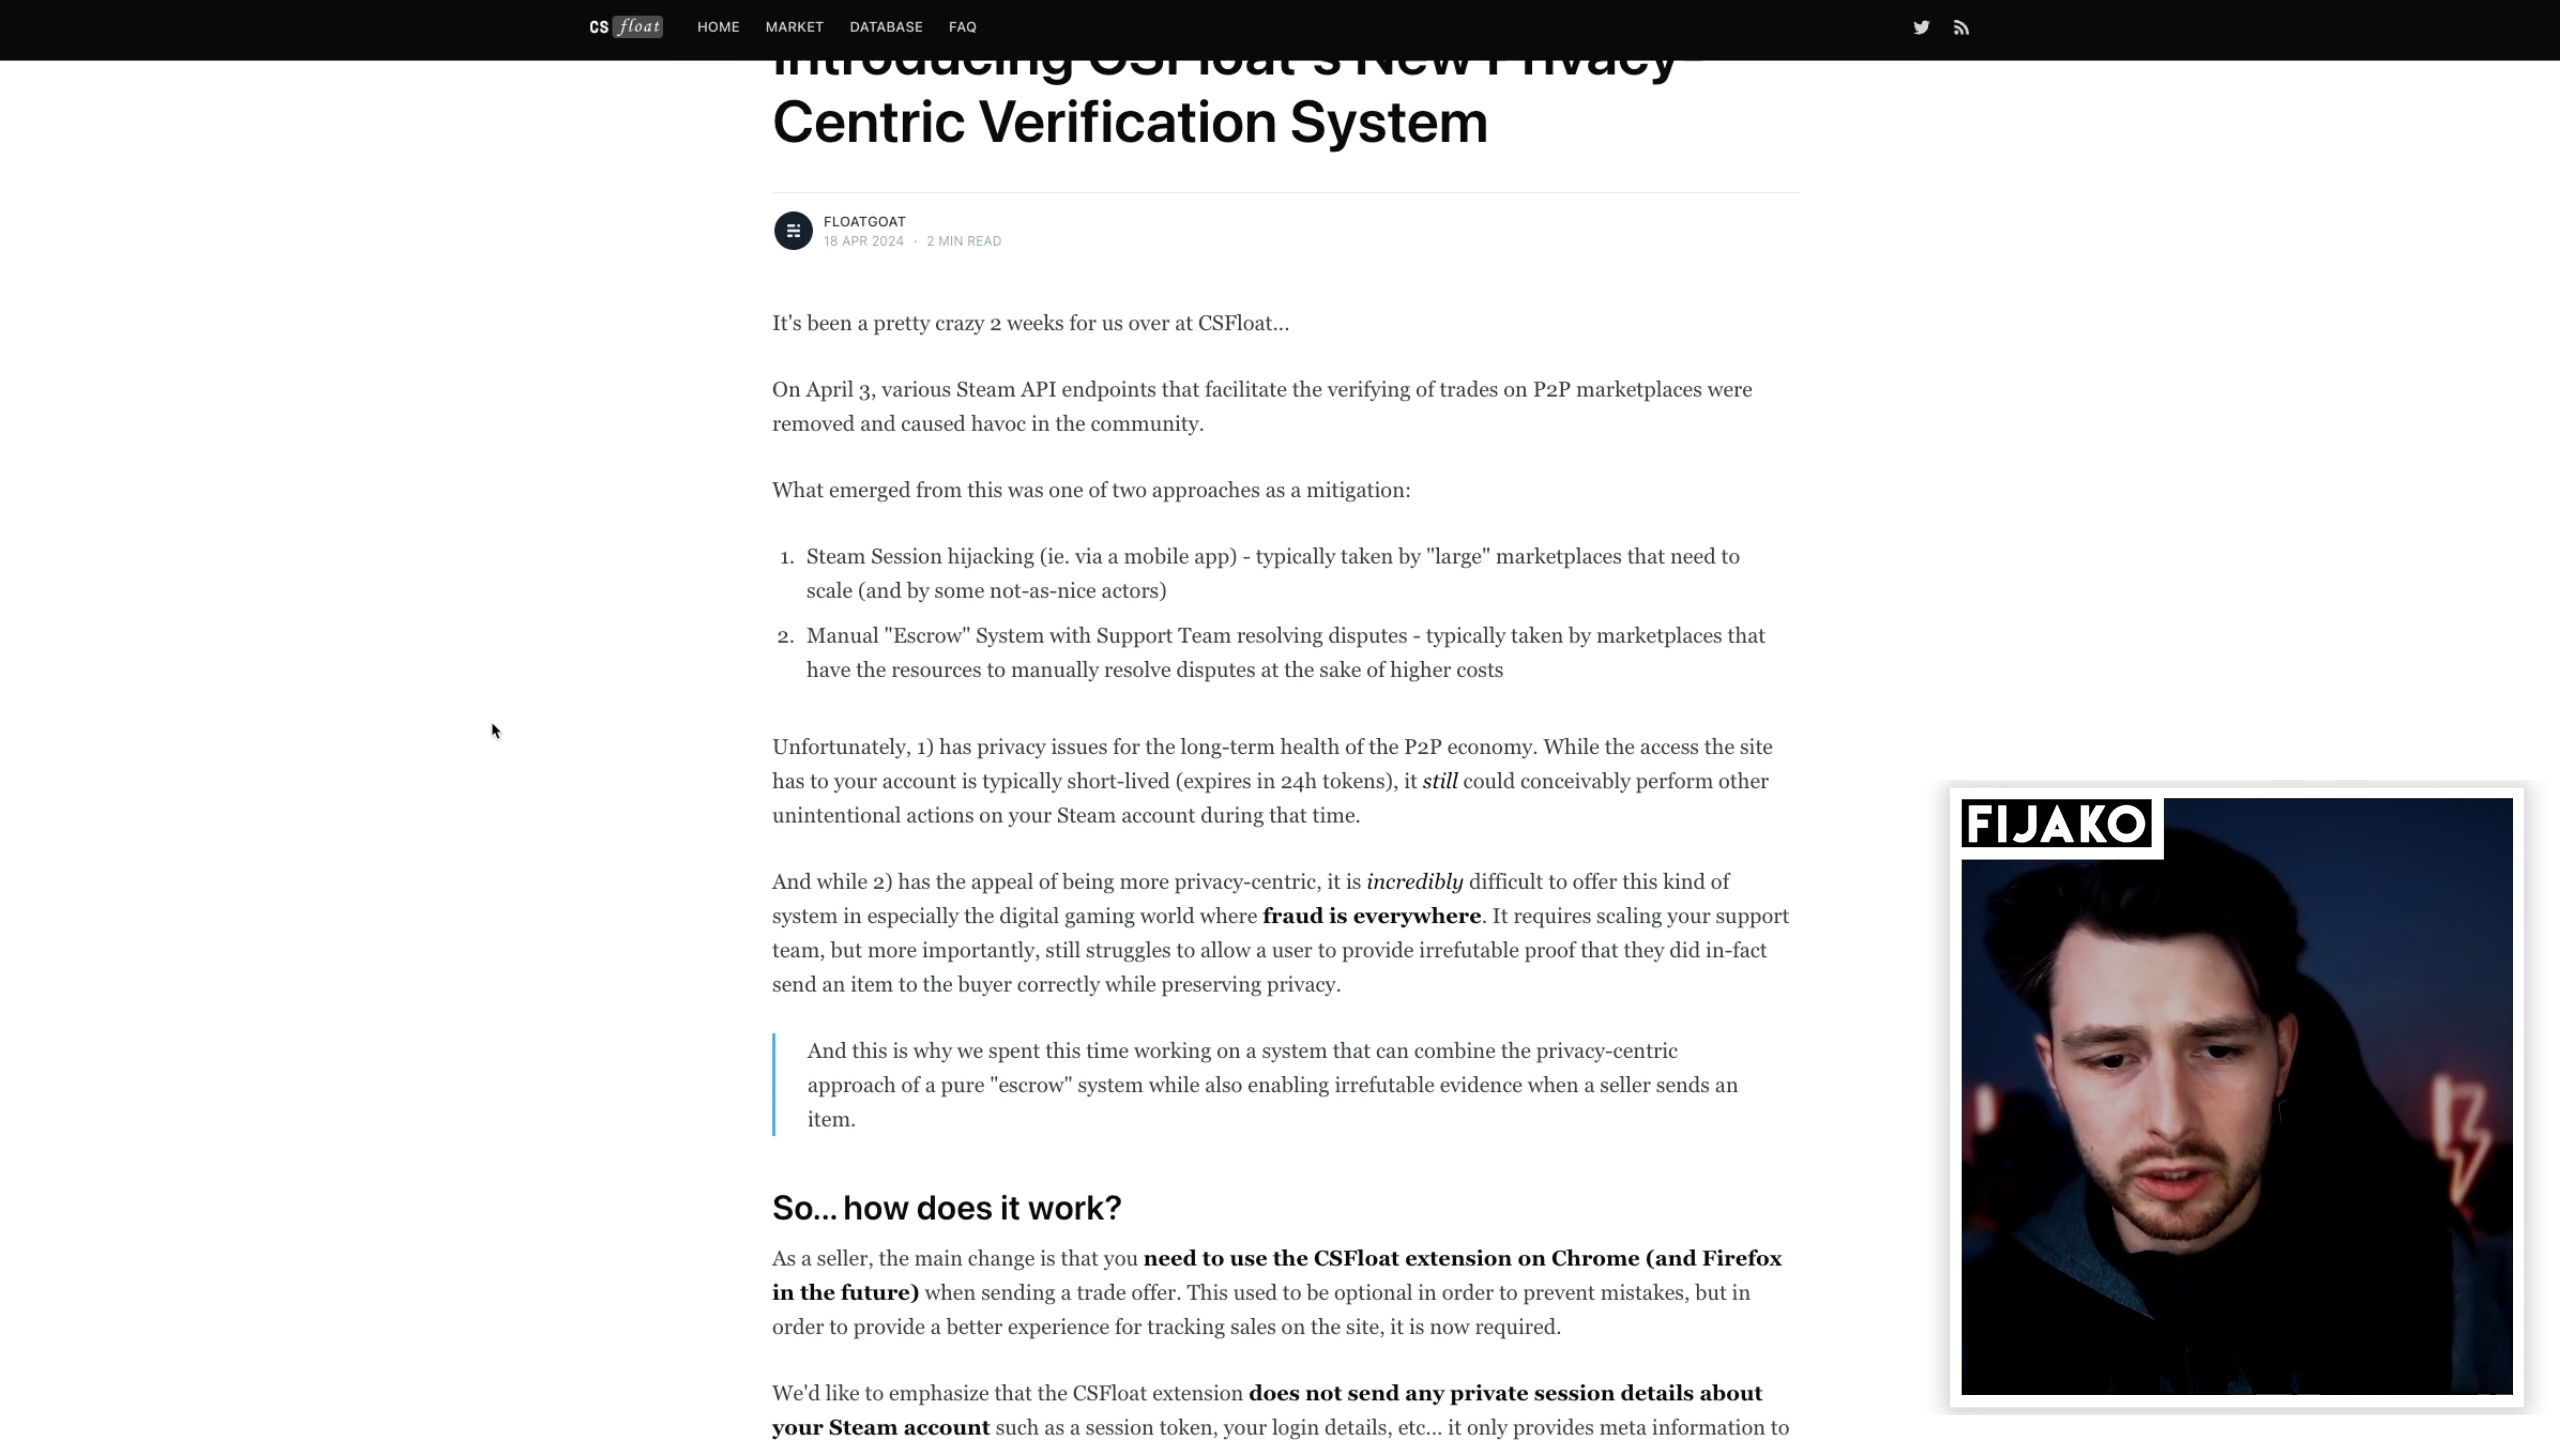 CS float HOME MARKET DATABASE FAQ
Introducing CSFloat's New Privacy-
Centric Verification System
FLOATGOAT
18 APR 2024 · 2 MIN READ
It's been a pretty crazy 2 weeks for us over at CSFloat...
On April 3, various Steam API endpoints that facilitate the verifying of trades on P2P marketplaces were
removed and caused havoc in the community.
What emerged from this was one of two approaches as a mitigation:
1. Steam Session hijacking (ie. via a mobile app) - typically taken by "large" marketplaces that need to
scale (and by some not-as-nice actors)
2. Manual "Escrow" System with Support Team resolving disputes - typically taken by marketplaces that
have the resources to manually resolve disputes at the sake of higher costs
Unfortunately, 1) has privacy issues for the long-term health of the P2P economy. While the access the site
has to your account is typically short-lived (expires in 24h tokens), it still could conceivably perform other
unintentional actions on your Steam account during that time.
And while 2) has the appeal of being more privacy-centric, it is incredibly difficult to offer this kind of
system in especially the digital gaming world where fraud is everywhere. It requires scaling your support
team, but more importantly, still struggles to allow a user to provide irrefutable proof that they did in-fact
send an item to the buyer correctly while preserving privacy.
And this is why we spent this time working on a system that can combine the privacy-centric
approach of a pure "escrow" system while also enabling irrefutable evidence when a seller sends an
item.
So... how does it work?
As a seller, the main change is that you need to use the CSFloat extension on Chrome (and Firefox
in the future) when sending a trade offer. This used to be optional in order to prevent mistakes, but in
order to provide a better experience for tracking sales on the site, it is now required.
We'd like to emphasize that the CSFloat extension does not send any private session details about
your Steam account such as a session token, your login details, etc... it only provides meta information to
FIJAKO